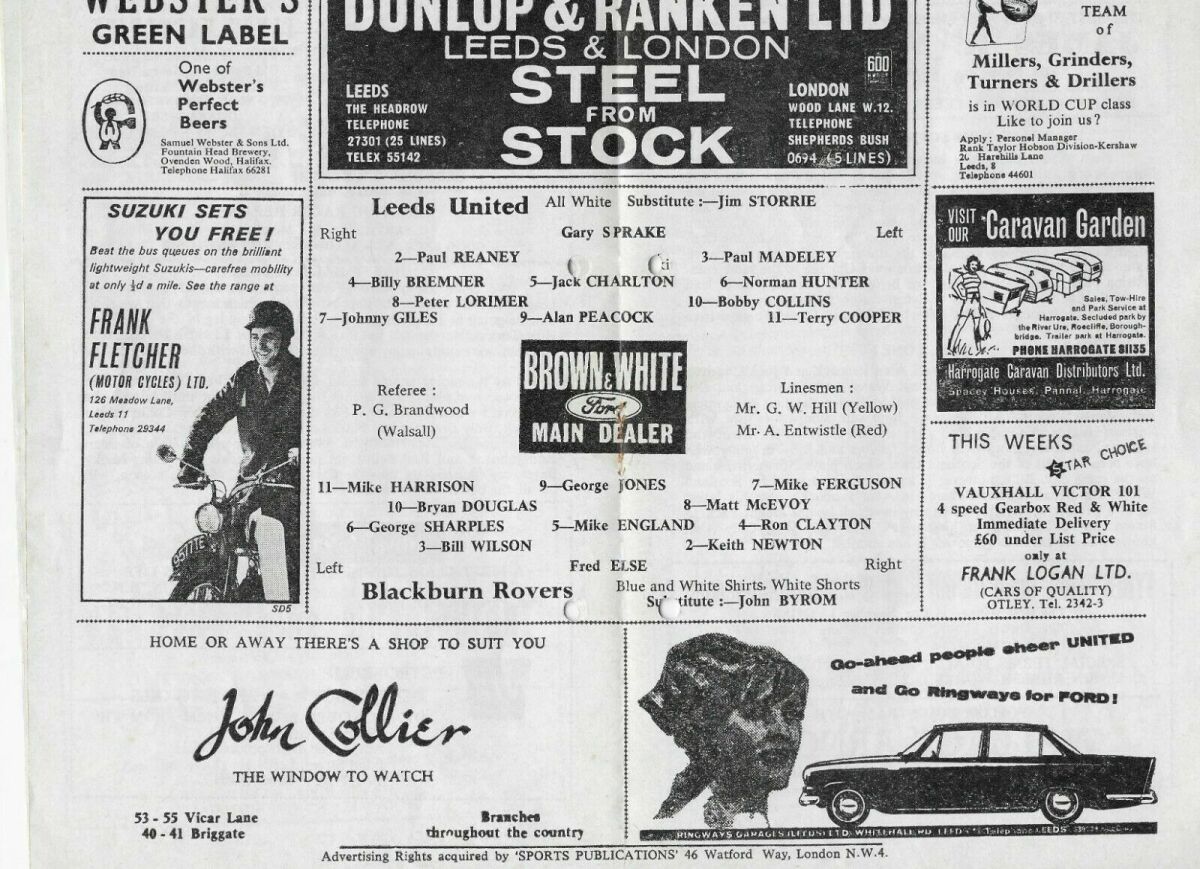 WEBSTER'S
GREEN LABEL
One of
Webster's
Perfect
Beers
Samuel Webster & Sons Ltd.
Fountain Head Brewery,
Ovenden Wood, Halifax.
Telephone Halifax 66281
DUNLOP & RANKEN LTD
LEEDS & LONDON
STEEL
FROM
STOCK
LEEDS
THE HEADROW
TELEPHONE
27301 (25 LINES)
TELEX 55142
600
LONDON
WOOD LANE W.12.
TELEPHONE
SHEPHERDS BUSH
TEAM
of
Millers, Grinders,
Turners & Drillers
is in WORLD CUP class
Like to join us?
Apply: Personal Manager
Rank Taylor Hobson Division-Kershaw
Harehills Lane
Leeds, 8
Telephone 44601
SUZUKI SETS
YOU FREE!
Beat the bus queues on the brilliant
lightweight Suzukis—carefree mobility
at only ½d a mile. See the range at
FRANK
FLETCHER
(MOTOR CYCLES) LTD.
126 Meadow Lane,
Leeds 11
Telephone 29344
SD5
Leeds United All White Substitute :—Jim STORRIE
Right Gary SPRAKE Left
2—Paul REANEY 3—Paul MADELEY
4—Billy BREMNER 5—Jack CHARLTON 6—Norman HUNTER
8—Peter LORIMER 10—Bobby COLLINS
7—Johnny GILES 9—Alan PEACOCK 11—Terry COOPER
Referee :
P. G. Brandwood
(Walsall)
BROWN & WHITE
Ford
MAIN DEALER
Linesmen :
Mr. G. W. Hill (Yellow)
Mr. A. Entwistle (Red)
11—Mike HARRISON 9—George JONES 7—Mike FERGUSON
10—Bryan DOUGLAS 8—Matt McEVOY
6—George SHARPLES 5—Mike ENGLAND 4—Ron CLAYTON
3—Bill WILSON 2—Keith NEWTON
Left Fred ELSE Right
Blackburn Rovers Blue and White Shirts, White Shorts
Substitute :—John BYROM
VISIT
OUR Caravan Garden
Sales, Tow-Hire
and Park Service at
Harrogate. Secluded park by
the River Ure, Roecliffe, Borough-
bridge. Trailer park at Harrogate.
PHONE HARROGATE 81135
Harrogate Caravan Distributors Ltd.
Spacey Houses, Pannal, Harrogate
THIS WEEKS
STAR CHOICE
VAUXHALL VICTOR 101
4 speed Gearbox Red & White
Immediate Delivery
£60 under List Price
only at
FRANK LOGAN LTD.
(CARS OF QUALITY)
OTLEY. Tel. 2342-3
HOME OR AWAY THERE'S A SHOP TO SUIT YOU
John Collier
THE WINDOW TO WATCH
53 - 55 Vicar Lane
40 - 41 Briggate
Branches
throughout the country
Go-ahead people cheer UNITED
and Go Ringways for FORD!
RINGWAYS GARAGES (LEEDS) LTD. WHITEHALL RD. LEEDS Telephone LEEDS
Advertising Rights acquired by 'SPORTS PUBLICATIONS' 46 Watford Way, London N.W.4.